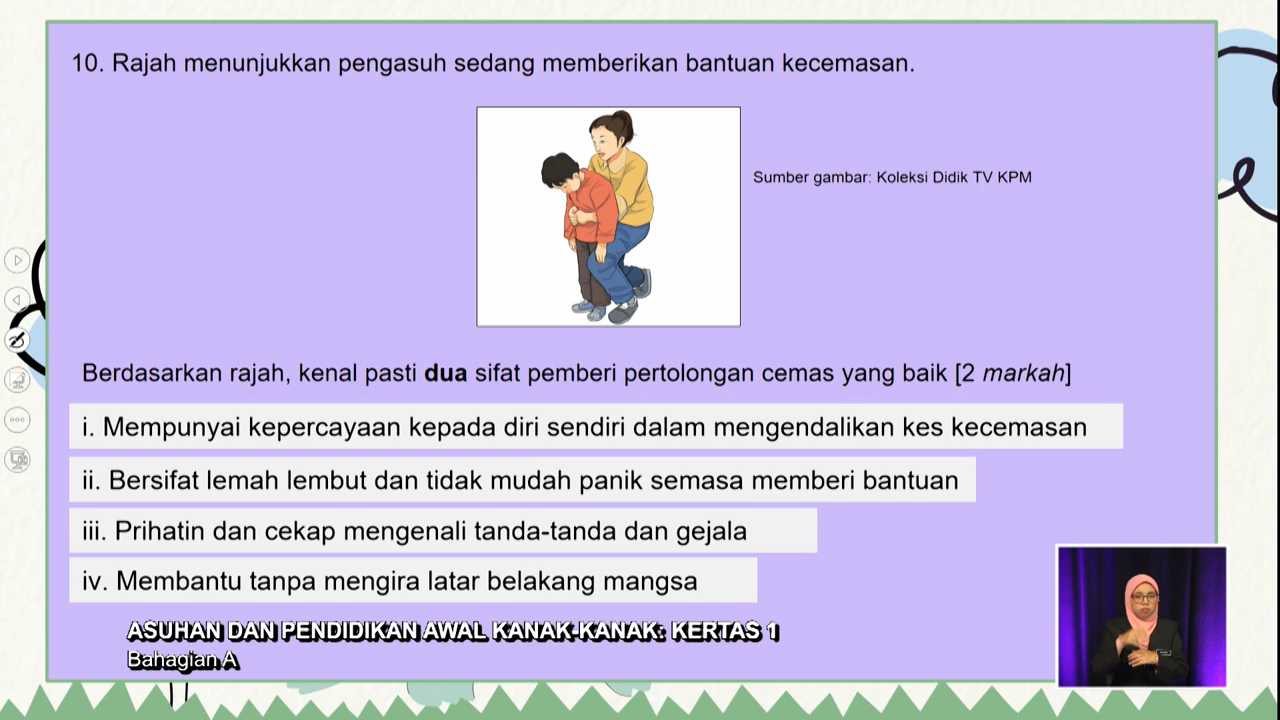 10. Rajah menunjukkan pengasuh sedang memberikan bantuan kecemasan.
Sumber gambar: Koleksi Didik TV KPM
Berdasarkan rajah, kenal pasti dua sifat pemberi pertolongan cemas yang baik [2 markah]
i. Mempunyai kepercayaan kepada diri sendiri dalam mengendalikan kes kecemasan
ii. Bersifat lemah lembut dan tidak mudah panik semasa memberi bantuan
iii. Prihatin dan cekap mengenali tanda-tanda dan gejala
iv. Membantu tanpa mengira latar belakang mangsa
ASUHAN DAN PENDIDIKAN AWAL KANAK-KANAK: KERTAS 1
Bahagian A